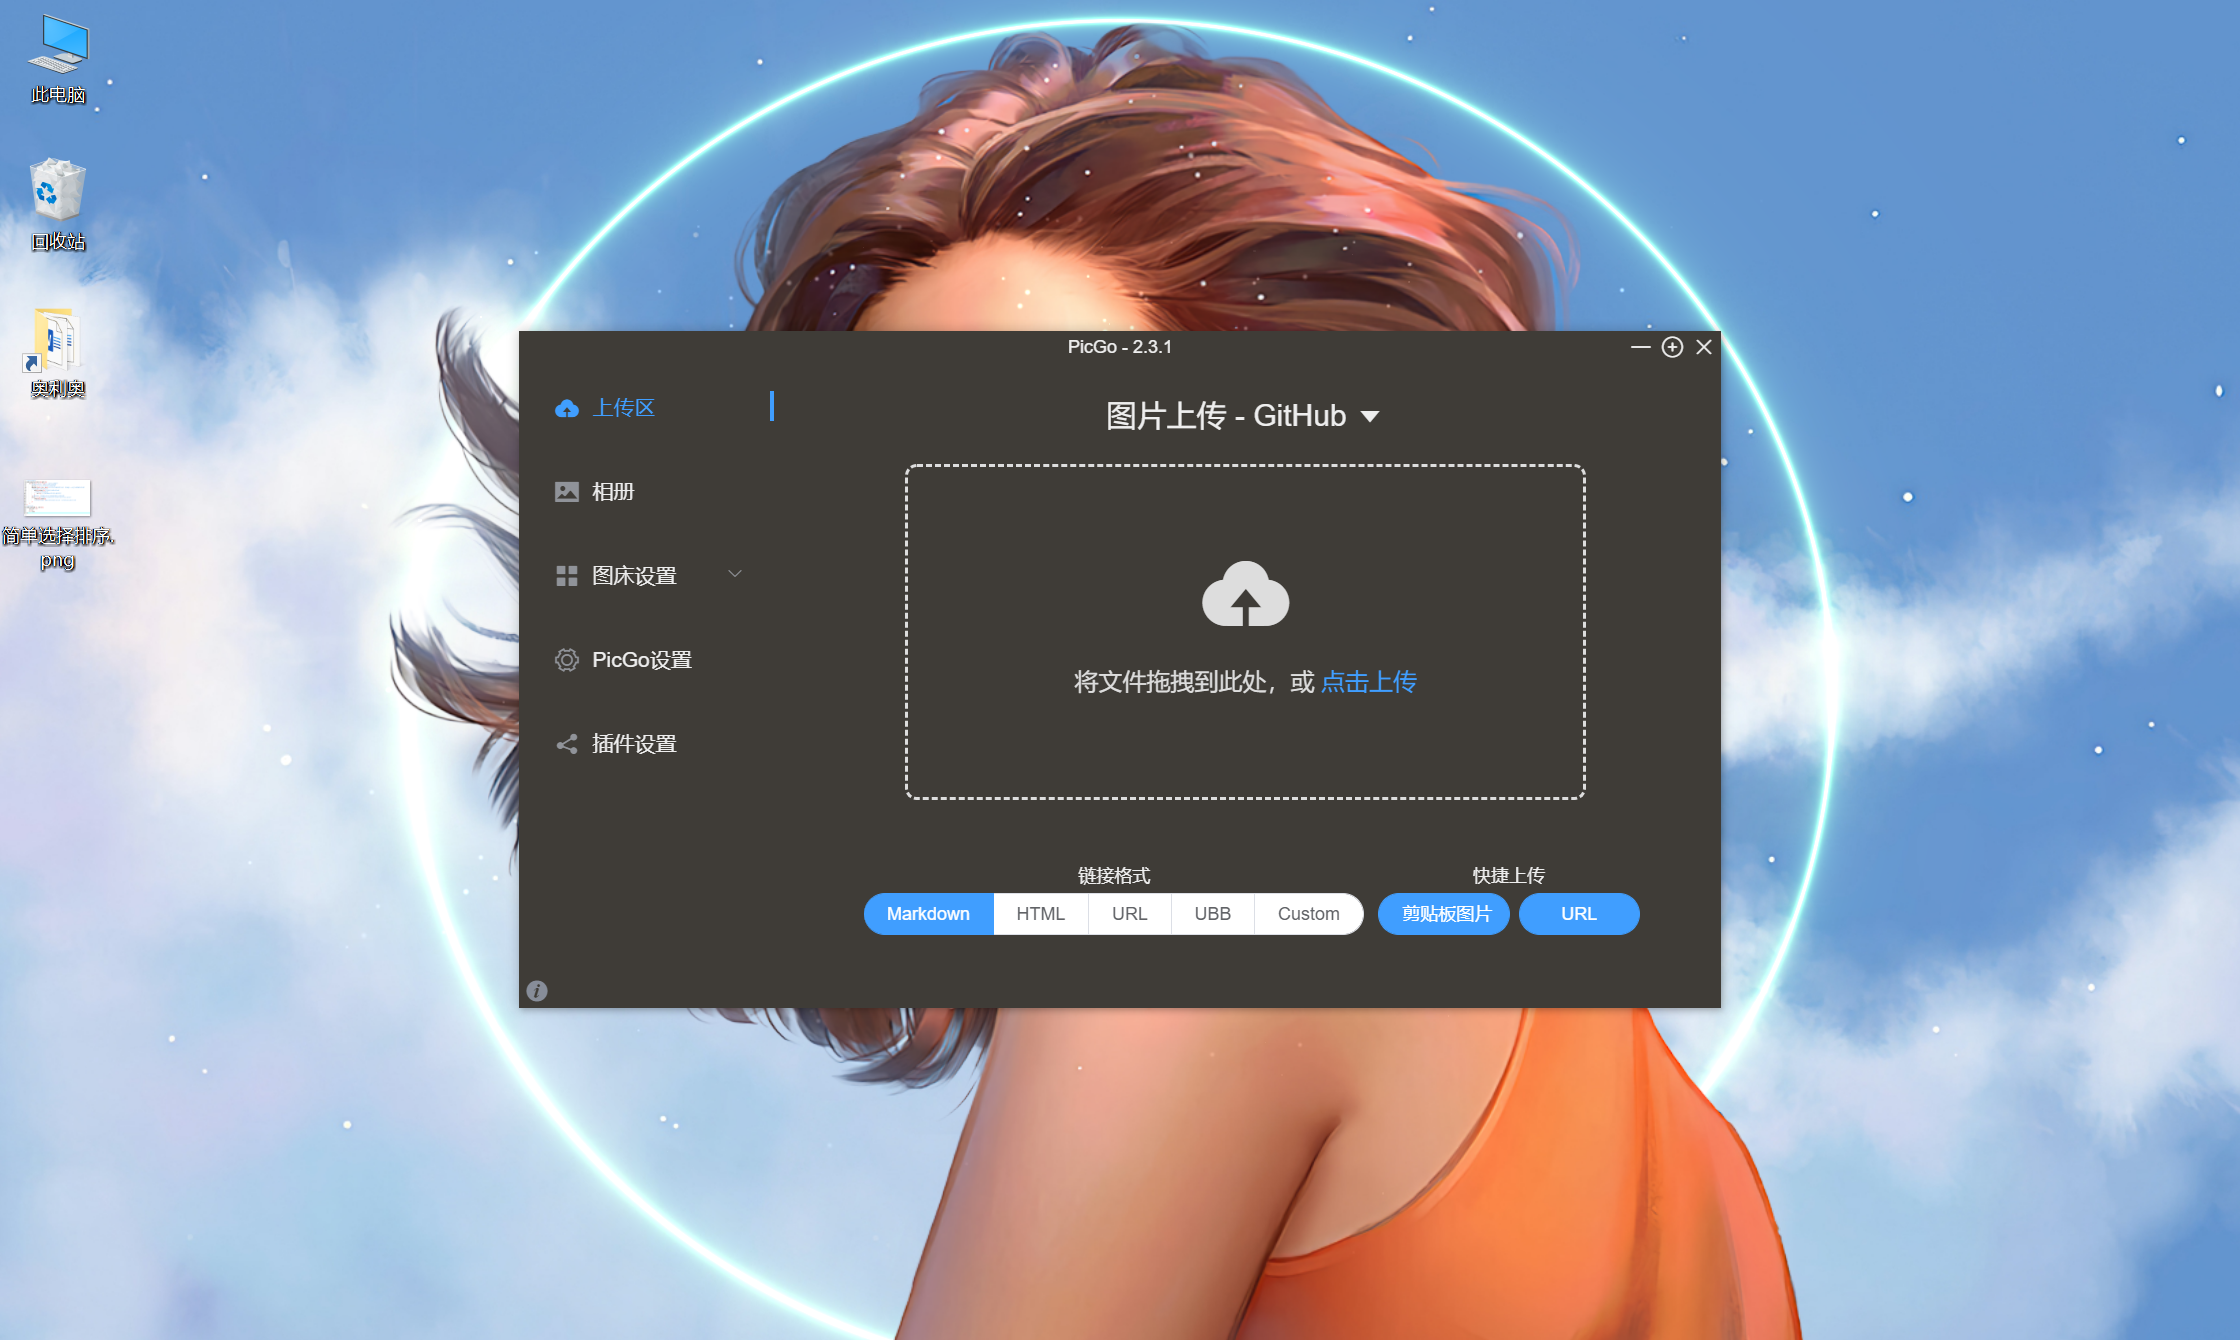 此电脑
回收站
奥利奥
简单选择排序.
png
PicGo - 2.3.1
上传区
相册
图床设置
PicGo设置
插件设置
图片上传 - GitHub
将文件拖拽到此处，或 点击上传
链接格式
快捷上传
Markdown
HTML
URL
UBB
Custom
剪贴板图片
URL